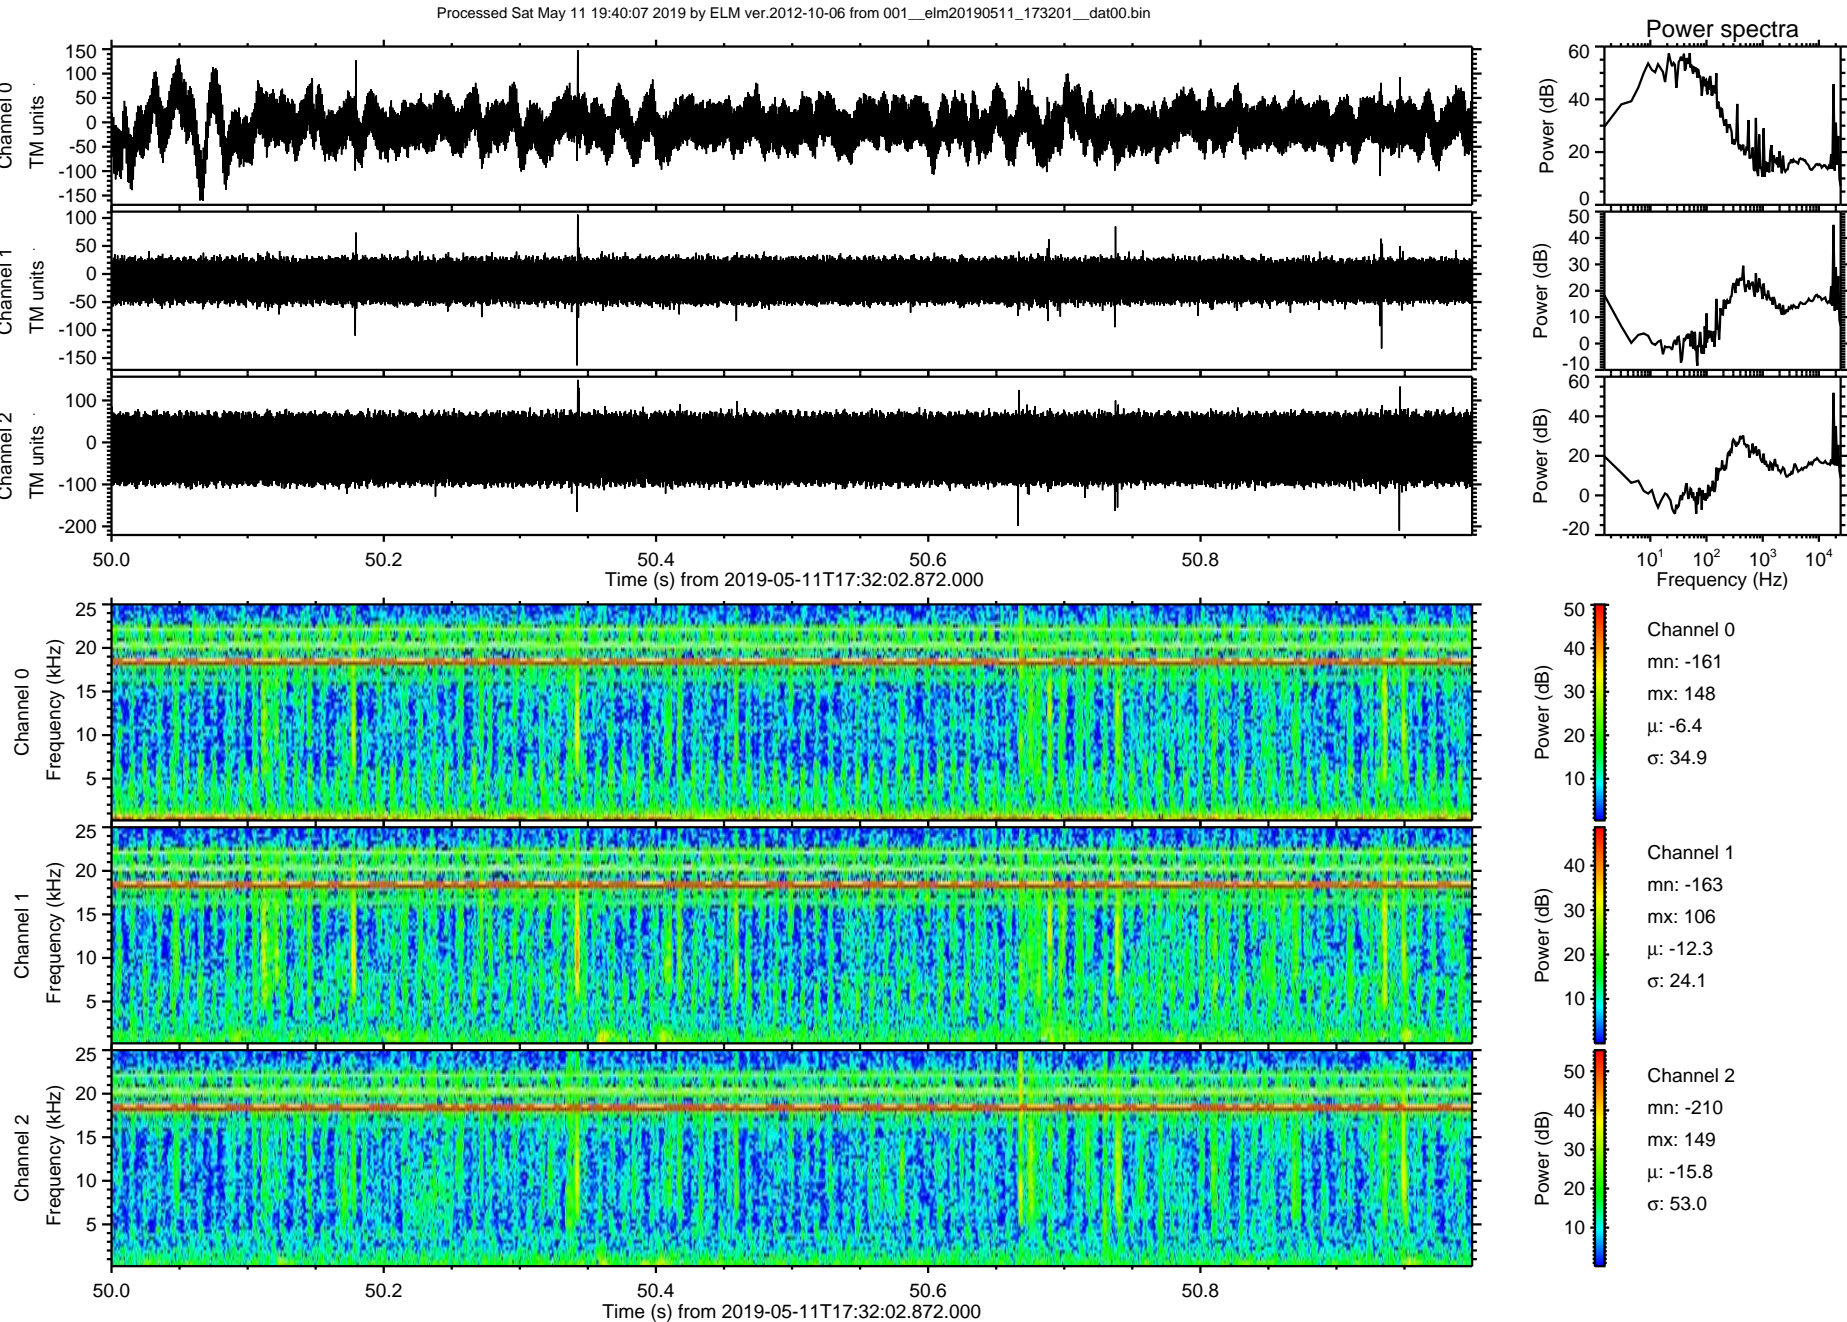 Processed Sat May 11 19:40:07 2019 by ELM ver.2012-10-06 from 001__elm20190511_173201__dat00.bin
Power spectra
Channel 0
TM units
150
100
50
0
-50
-100
-150
Power (dB)
60
40
20
0
Channel 1
TM units
100
50
0
-50
-100
-150
Power (dB)
50
40
30
20
10
0
-10
Channel 2
TM units
100
0
-100
-200
Power (dB)
60
40
20
0
-20
50.0 50.2 50.4 50.6 50.8
Time (s) from 2019-05-11T17:32:02.872.000
10¹ 10² 10³ 10⁴
Frequency (Hz)
Channel 0
Frequency (kHz)
25
20
15
10
5
Power (dB)
50
40
30
20
10
Channel 0
mn: -161
mx: 148
μ: -6.4
σ: 34.9
Channel 1
Frequency (kHz)
25
20
15
10
5
Power (dB)
40
30
20
10
Channel 1
mn: -163
mx: 106
μ: -12.3
σ: 24.1
Channel 2
Frequency (kHz)
25
20
15
10
5
Power (dB)
50
40
30
20
10
Channel 2
mn: -210
mx: 149
μ: -15.8
σ: 53.0
50.0 50.2 50.4 50.6 50.8
Time (s) from 2019-05-11T17:32:02.872.000